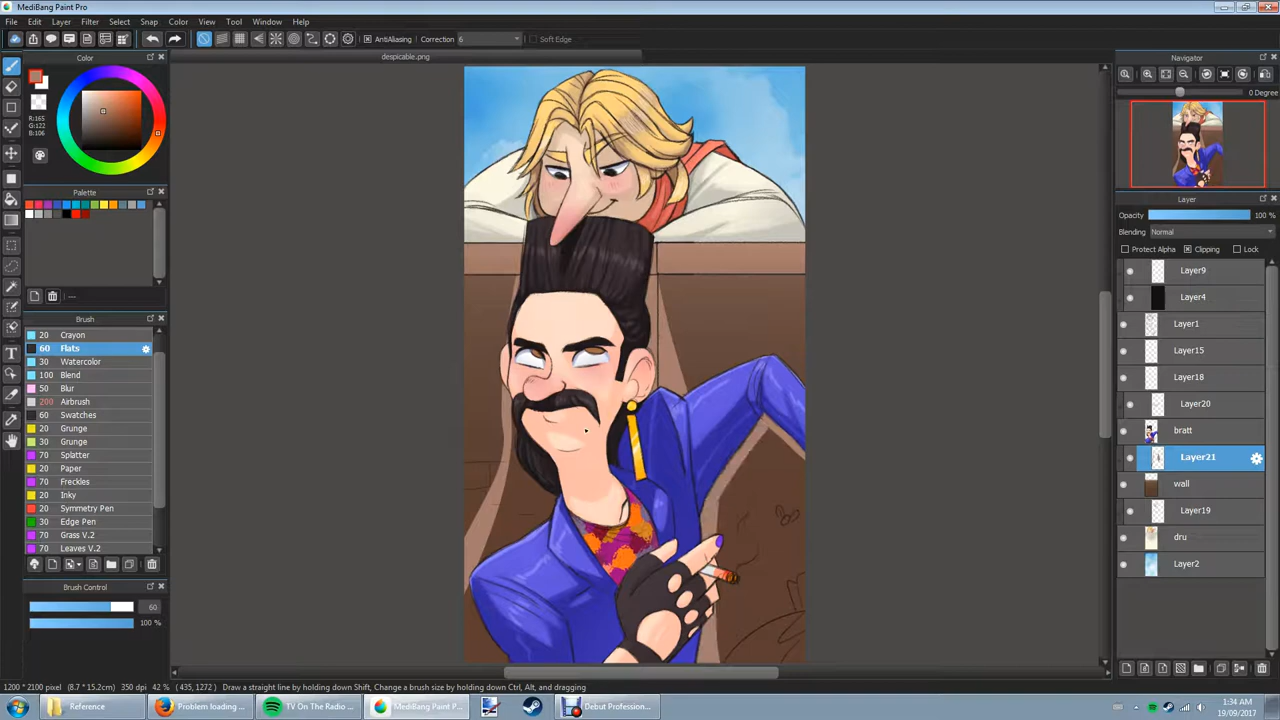 MediBang Paint Pro
File Edit Layer Filter Select Snap Color View Tool Window Help
AntiAliasing Correction 6 Soft Edge
despicable.png
Color
R:165
G:122
B:106
Palette
---
Brush
20 Crayon
60 Flats
30 Watercolor
100 Blend
50 Blur
200 Airbrush
60 Swatches
20 Grunge
30 Grunge
70 Splatter
20 Paper
70 Freckles
60 Inky
20 Symmetry Pen
30 Edge Pen
70 Grass V.2
70 Leaves V.2
Brush Control
60
100 %
Navigator
0 Degree
Layer
Opacity 100 %
Blending Normal
Protect Alpha Clipping Lock
Layer9
Layer4
Layer1
Layer15
Layer18
Layer20
bratt
Layer21
wall
Layer19
dru
Layer2
1200 * 2100 pixel (8.7 * 15.2cm) 350 dpi 42 % ( 435, 1272 ) Draw a straight line by holding down Shift, Change a brush size by holding down Ctrl, Alt, and dragging
Reference
Problem loading ...
TV On The Radio ...
MediBang Paint P...
Debut Profession...
1:34 AM
19/09/2017